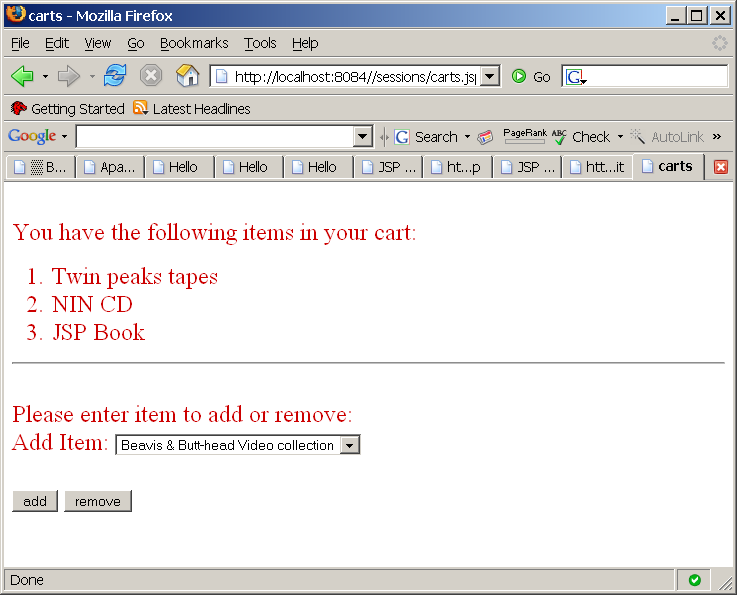 carts - Mozilla Firefox
File Edit View Go Bookmarks Tools Help
http://localhost:8084//sessions/carts.jsp Go G
Getting Started Latest Headlines
Google G Search PageRank ABC Check AutoLink »
B... Apa... Hello Hello Hello JSP ... ht...p JSP ... htt...it carts
You have the following items in your cart:
1. Twin peaks tapes
2. NIN CD
3. JSP Book
Please enter item to add or remove:
Add Item: Beavis & Butt-head Video collection
add remove
Done